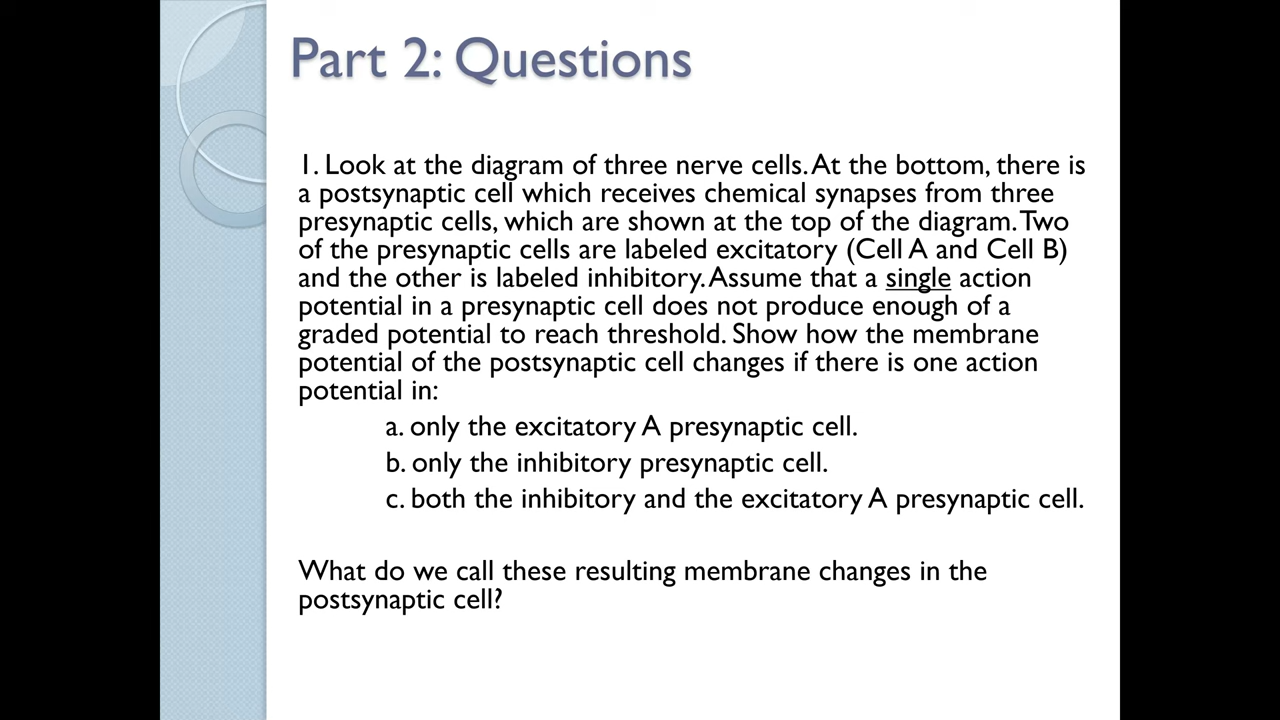 Part 2: Questions
1. Look at the diagram of three nerve cells. At the bottom, there is
a postsynaptic cell which receives chemical synapses from three
presynaptic cells, which are shown at the top of the diagram. Two
of the presynaptic cells are labeled excitatory (Cell A and Cell B)
and the other is labeled inhibitory. Assume that a single action
potential in a presynaptic cell does not produce enough of a
graded potential to reach threshold. Show how the membrane
potential of the postsynaptic cell changes if there is one action
potential in:
a. only the excitatory A presynaptic cell.
b. only the inhibitory presynaptic cell.
c. both the inhibitory and the excitatory A presynaptic cell.
What do we call these resulting membrane changes in the
postsynaptic cell?